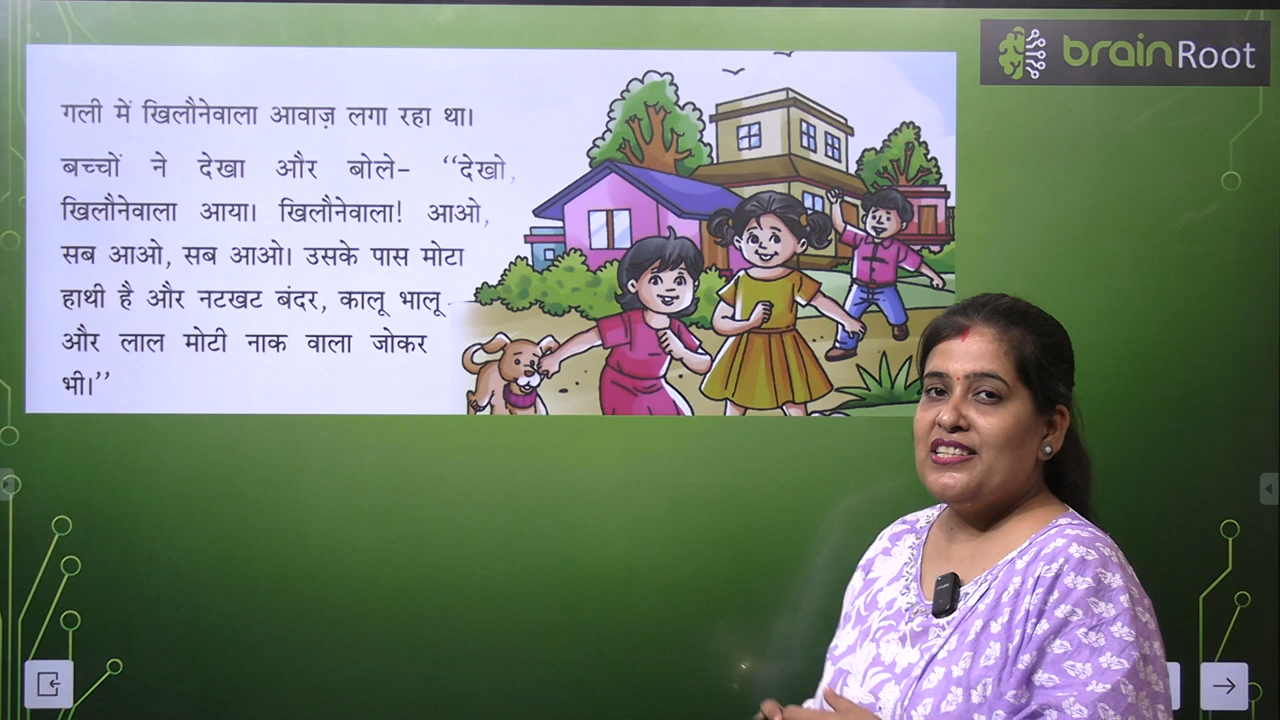 गली में खिलौनेवाला आवाज़ लगा रहा था।
बच्चों ने देखा और बोले- ‘‘देखो,
खिलौनेवाला आया। खिलौनेवाला! आओ,
सब आओ, सब आओ। उसके पास मोटा
हाथी है और नटखट बंदर, कालू भालू
और लाल मोटी नाक वाला जोकर
भी।’’
brainRoot